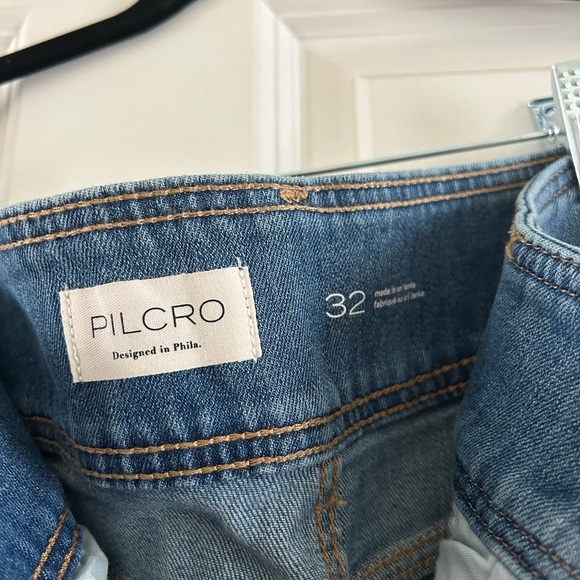 PILCRO
Designed in Phila.
32
made in sri lanka
fabriqué au sri lanka